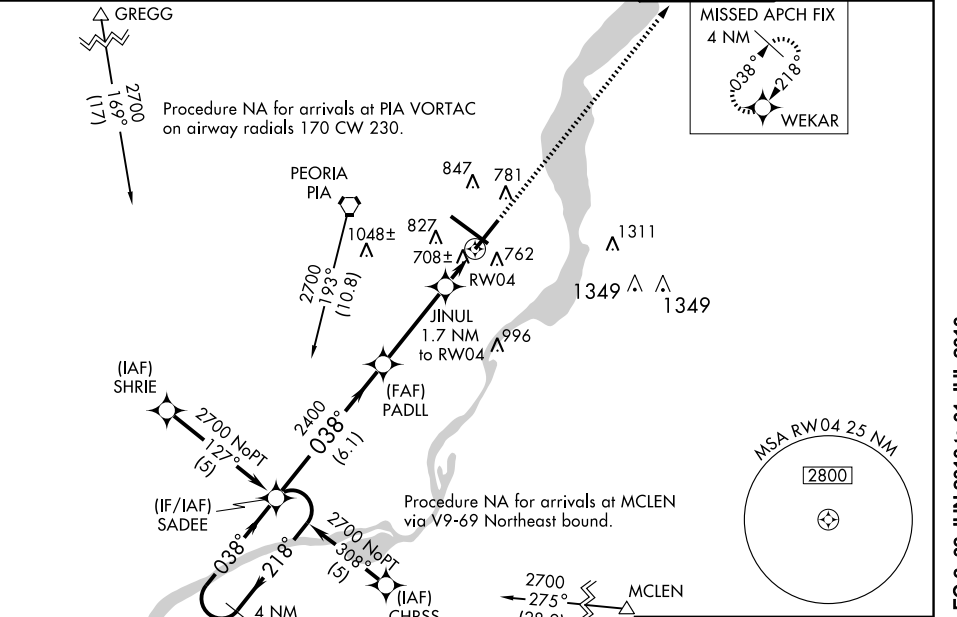 GREGG
2700
169°
(17)
Procedure NA for arrivals at PIA VORTAC
on airway radials 170 CW 230.
MISSED APCH FIX
4 NM
038°
218°
WEKAR
PEORIA
PIA
847
781
1048±
827
708±
762
RW04
1311
1349
1349
2700
193°
(10.8)
JINUL
1.7 NM
to RW04
996
(FAF)
PADLL
(IAF)
SHRIE
2700 NoPT
127°
(5)
2400
038°
(6.1)
MSA RW04 25 NM
2800
(IF/IAF)
SADEE
Procedure NA for arrivals at MCLEN
via V9-69 Northeast bound.
038°
218°
4 NM
2700 NoPT
308°
(5)
(IAF)
2700
275°
MCLEN